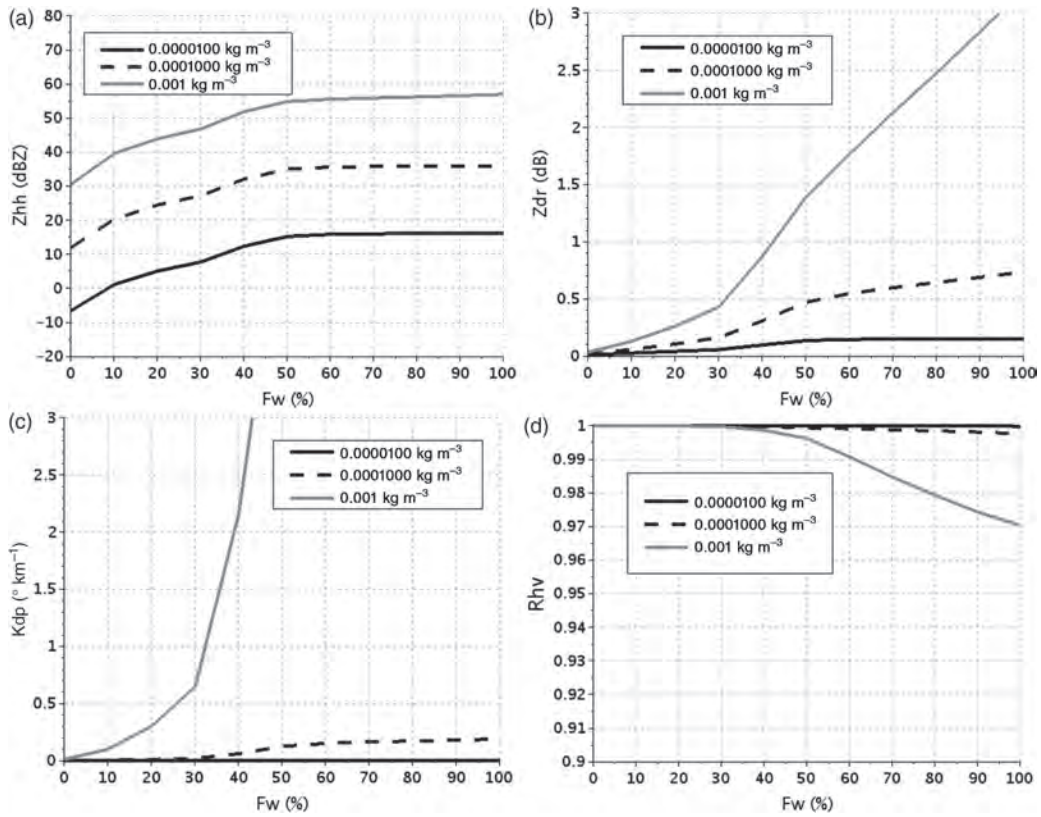 (a)
80
70
60
50
40
30
20
10
0
−10
−20
Zhh (dBZ)
0.0000100 kg m⁻³
0.0001000 kg m⁻³
0.001 kg m⁻³
0 10 20 30 40 50 60 70 80 90 100
Fw (%)
(b)
3
2.5
2
1.5
1
0.5
0
Zdr (dB)
0.0000100 kg m⁻³
0.0001000 kg m⁻³
0.001 kg m⁻³
0 10 20 30 40 50 60 70 80 90 100
Fw (%)
(c)
3
2.5
2
1.5
1
0.5
0
Kdp (° km⁻¹)
0.0000100 kg m⁻³
0.0001000 kg m⁻³
0.001 kg m⁻³
0 10 20 30 40 50 60 70 80 90 100
Fw (%)
(d)
1
0.99
0.98
0.97
0.96
0.95
0.94
0.93
0.92
0.91
0.9
Rhv
0.0000100 kg m⁻³
0.0001000 kg m⁻³
0.001 kg m⁻³
0 10 20 30 40 50 60 70 80 90 100
Fw (%)